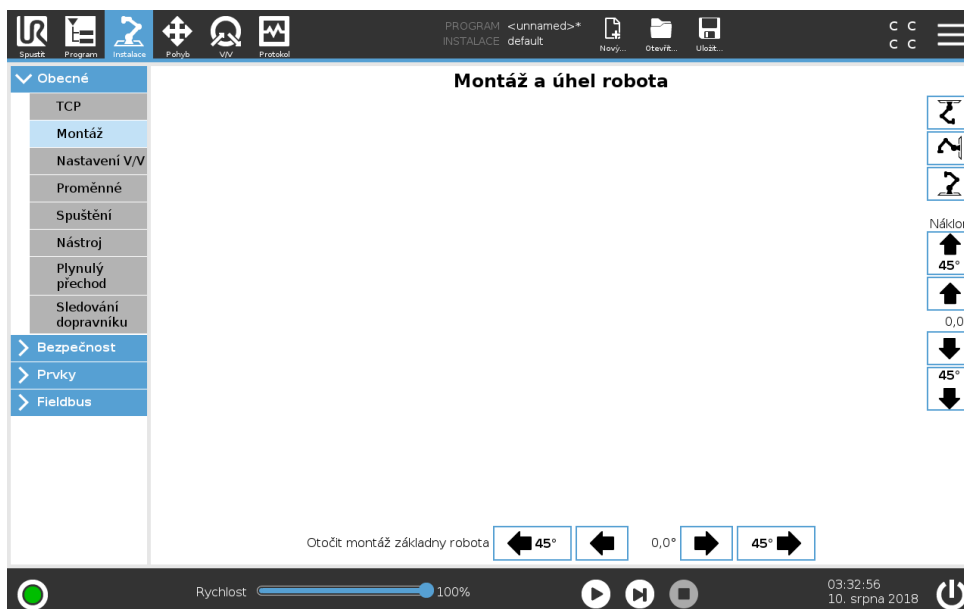 PROGRAM <unnamed>*
INSTALACE default
Spustit
Program
Instalace
Pohyb
V/V
Protokol
Nový...
Otevřít...
Uložit...
C C
C C
Obecné
TCP
Montáž
Nastavení V/V
Proměnné
Spuštění
Nástroj
Plynulý
přechod
Sledování
dopravníku
Bezpečnost
Prvky
Fieldbus
Montáž a úhel robota
Náklon
45°
0,0
45°
Otočit montáž základny robota
45°
0,0°
45°
Rychlost
100%
03:32:56
10. srpna 2018